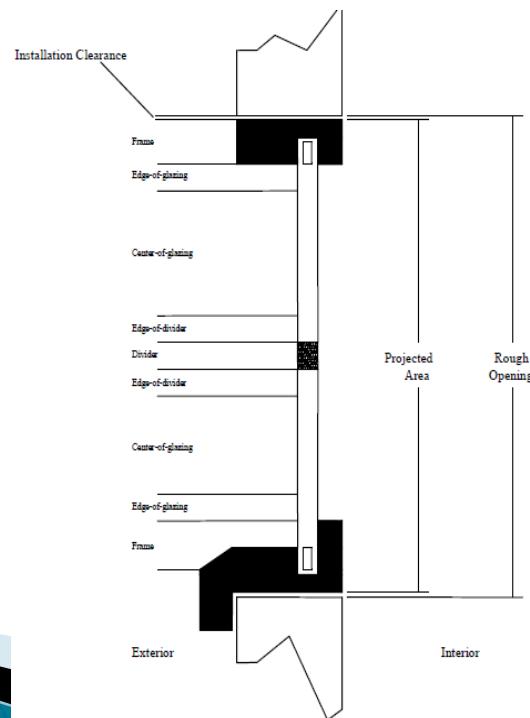 Installation Clearance
Frame
Edge-of-glazing
Center-of-glazing
Edge-of-divider
Divider
Edge-of-divider
Center-of-glazing
Edge-of-glazing
Frame
Projected
Area
Rough
Opening
Exterior
Interior